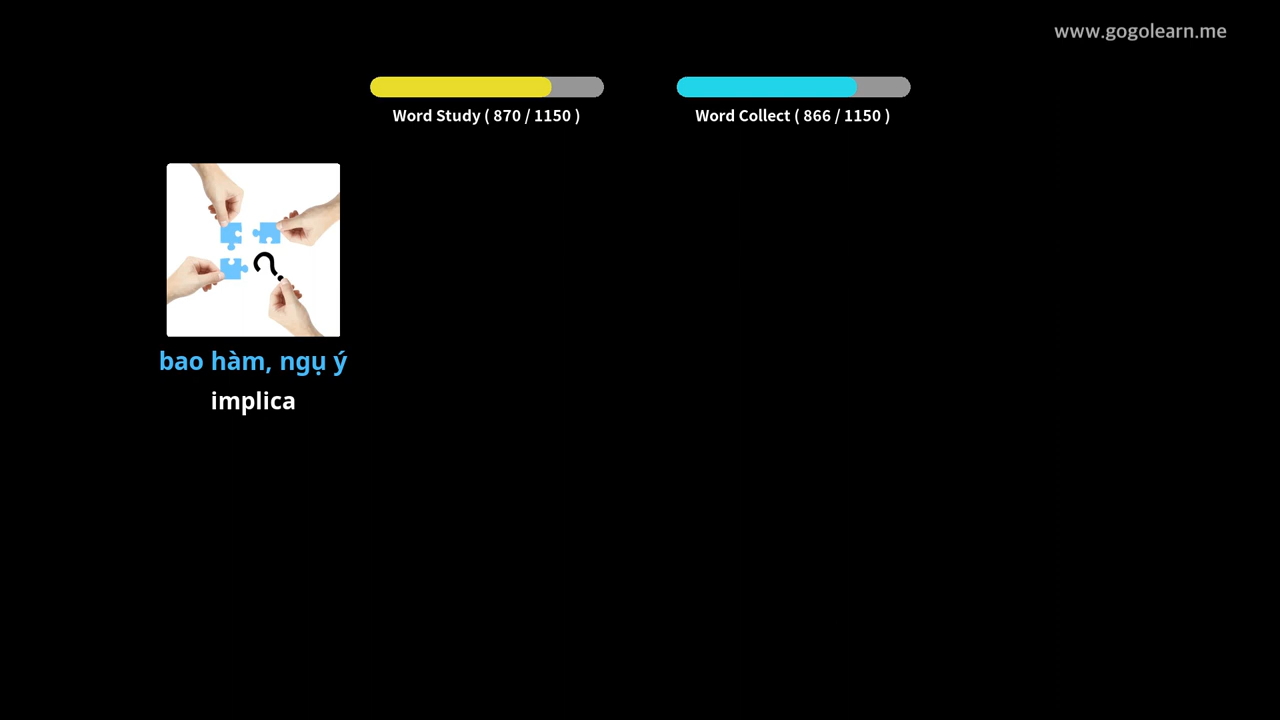 www.gogolearn.me
Word Study ( 870 / 1150 )
Word Collect ( 866 / 1150 )
bao hàm, ngụ ý
implica